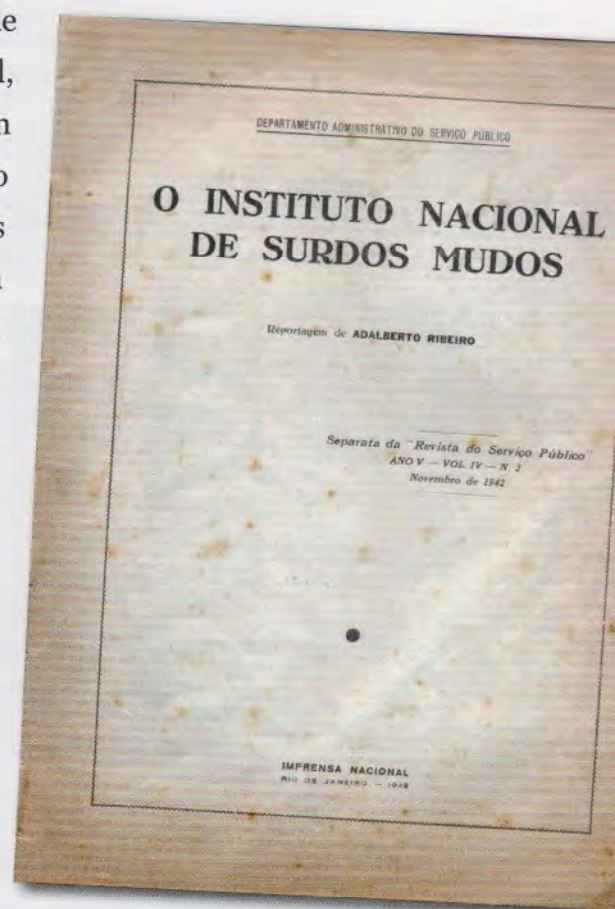 DEPARTAMENTO ADMINISTRATIVO DO SERVIÇO PÚBLICO
O INSTITUTO NACIONAL
DE SURDOS MUDOS
Reportagem de ADALBERTO RIBEIRO
Separata da "Revista do Serviço Público"
ANO V — VOL. IV — N. 2
Novembro de 1942
IMPRENSA NACIONAL
RIO DE JANEIRO — 1942